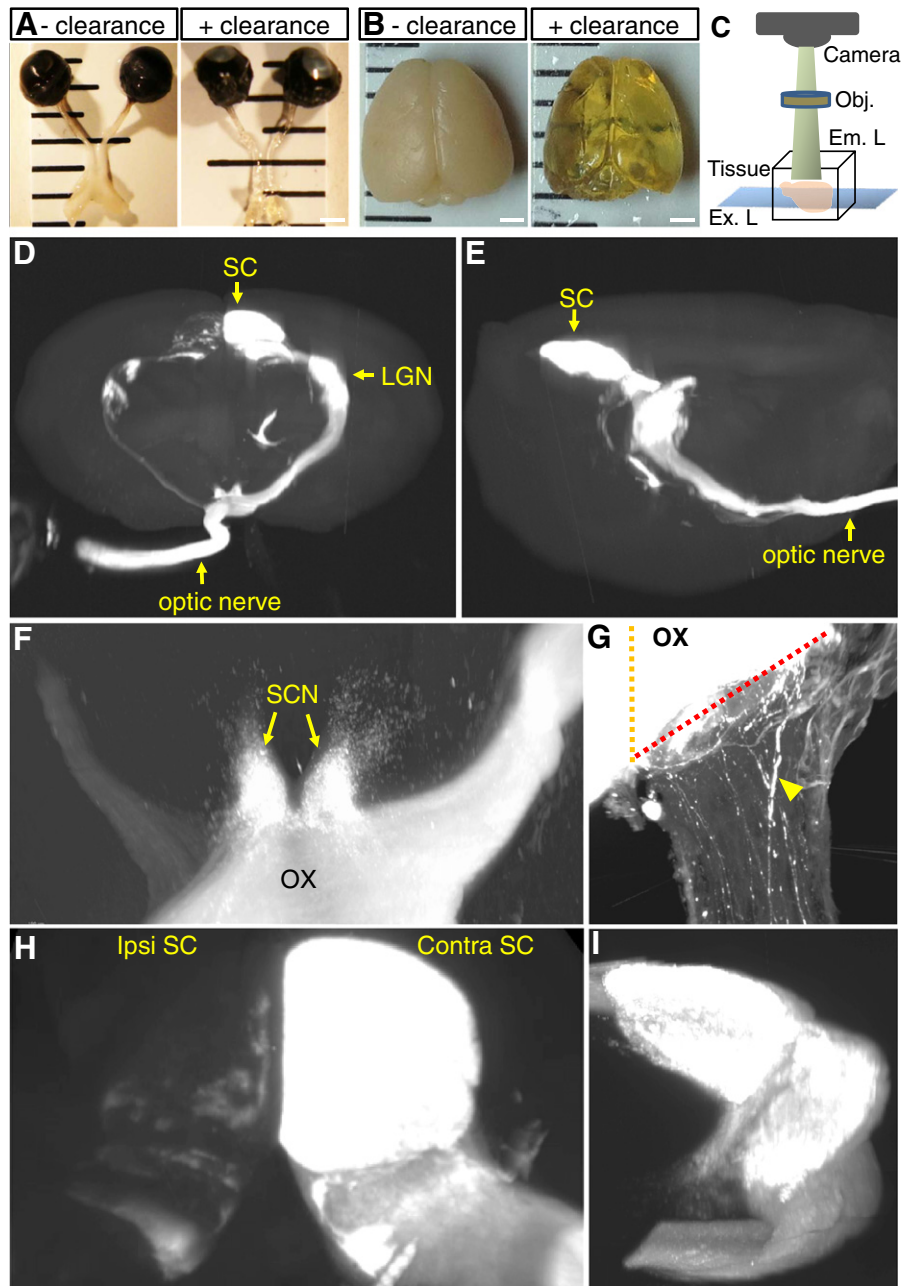 A - clearance
+ clearance
B - clearance
+ clearance
C
Camera
Obj.
Em. L
Tissue
Ex. L
D
SC
LGN
optic nerve
E
SC
optic nerve
F
SCN
OX
G
OX
H
Ipsi SC
Contra SC
I